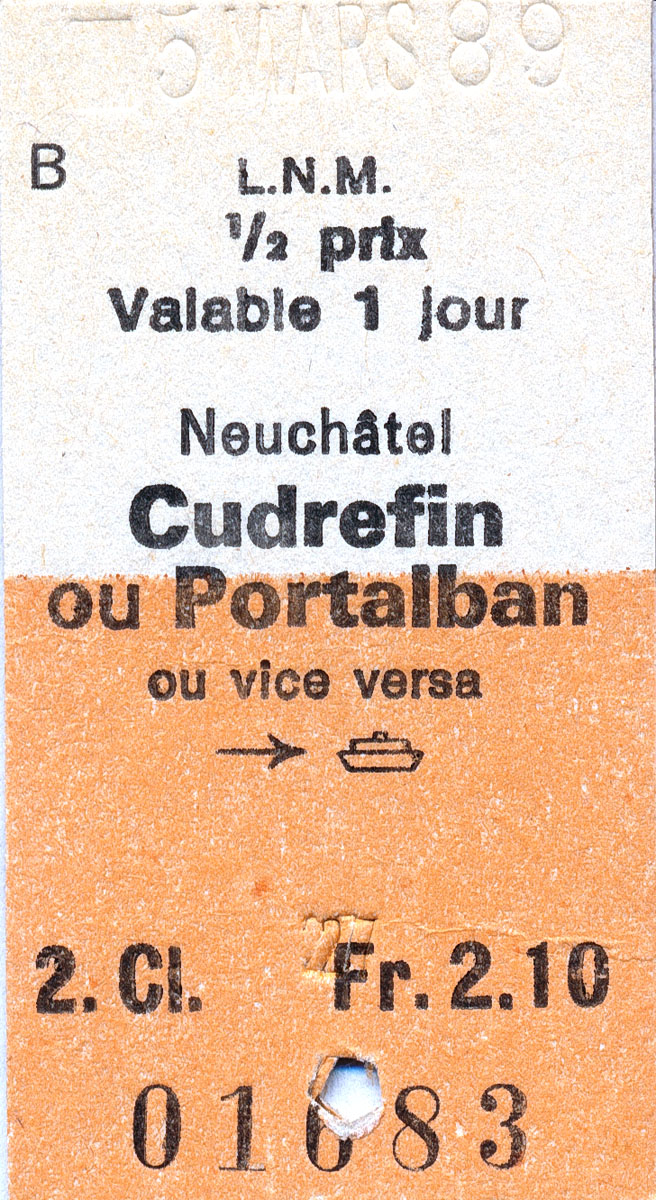 5 MARS 89
B
L.N.M.
½ prix
Valable 1 jour
Neuchâtel
Cudrefin
ou Portalban
ou vice versa
2. Cl. Fr. 2.10
01683